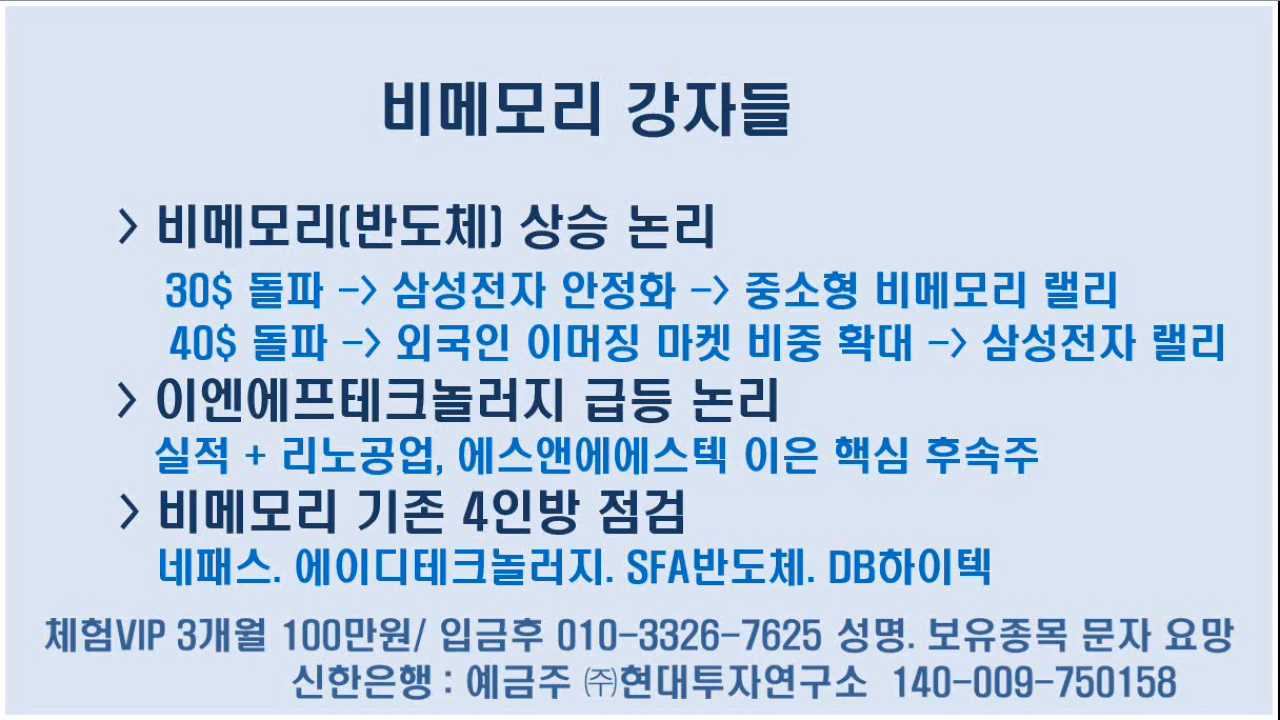 비메모리 강자들
> 비메모리(반도체) 상승 논리
30$ 돌파 -> 삼성전자 안정화 -> 중소형 비메모리 랠리
40$ 돌파 -> 외국인 이머징 마켓 비중 확대 -> 삼성전자 랠리
> 이엔에프테크놀러지 급등 논리
실적 + 리노공업, 에스앤에에스텍 이은 핵심 후속주
> 비메모리 기존 4인방 점검
네패스. 에이디테크놀러지. SFA반도체. DB하이텍
체험VIP 3개월 100만원/ 입금후 010-3326-7625 성명. 보유종목 문자 요망
신한은행 : 예금주 ㈜현대투자연구소 140-009-750158